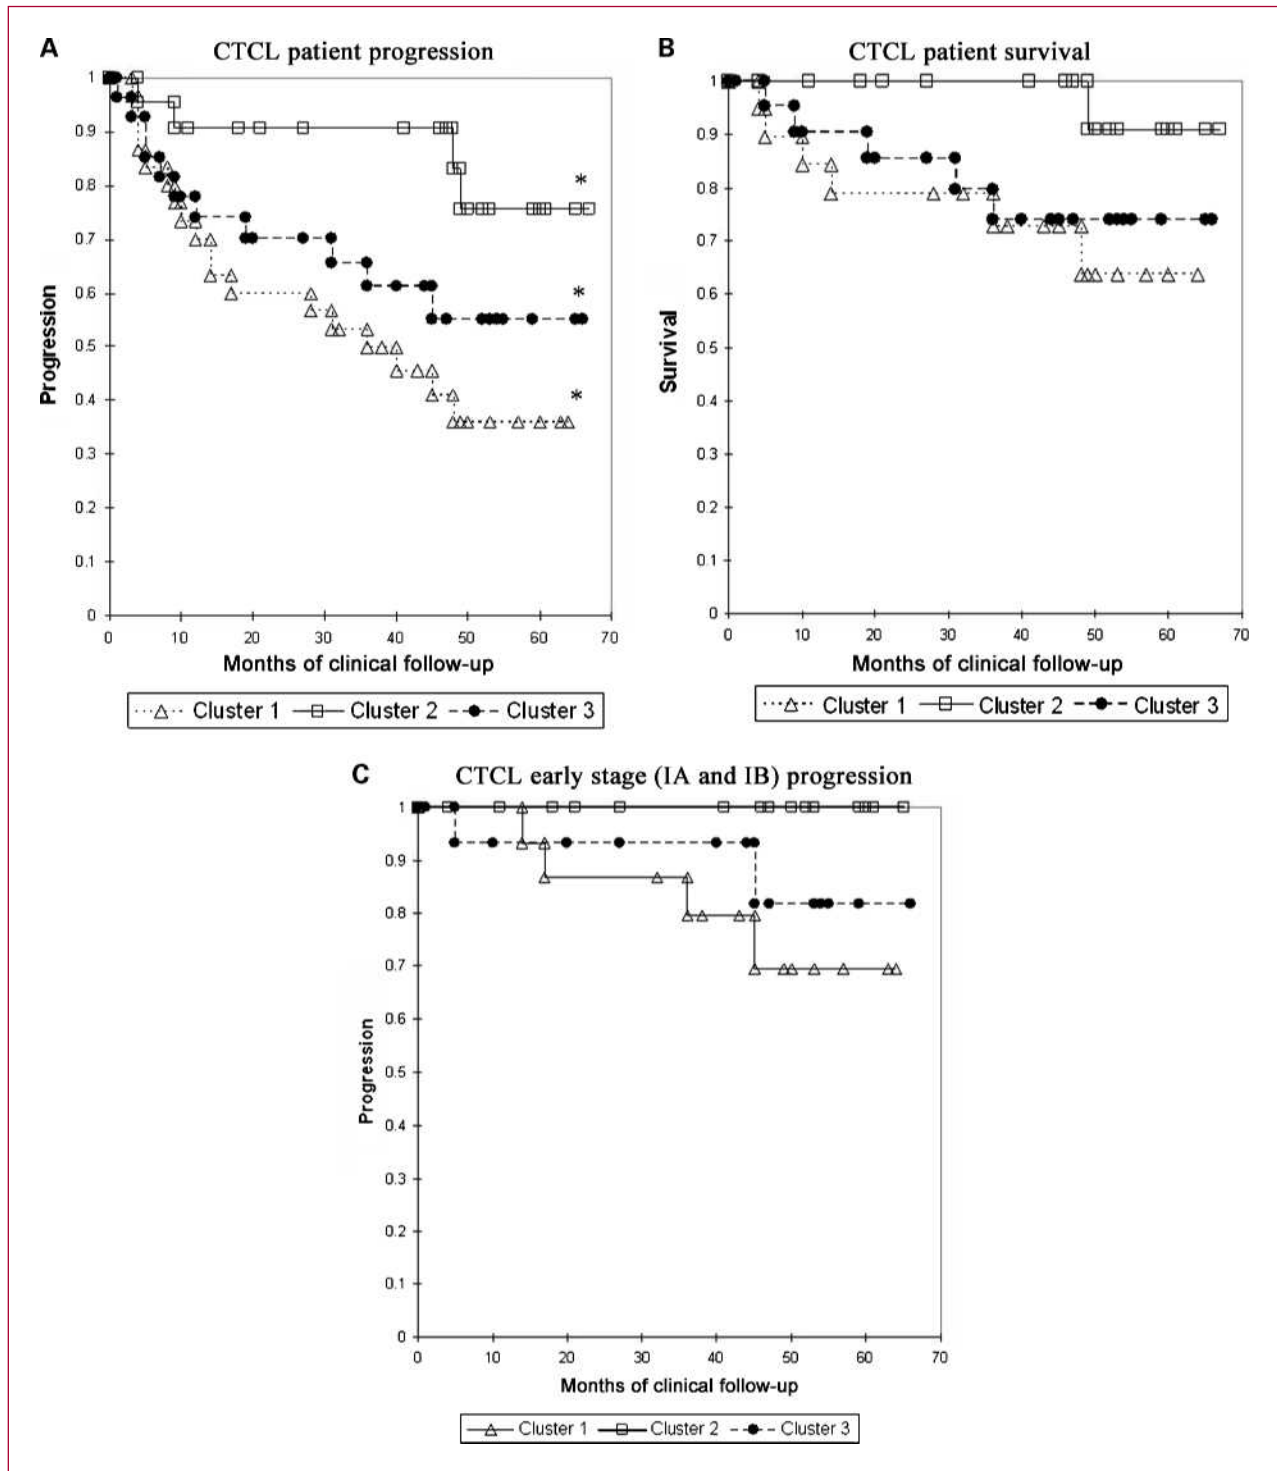 A
CTCL patient progression
1
0.9
0.8
0.7
0.6
0.5
0.4
0.3
0.2
0.1
0
*
*
*
Progression
0 10 20 30 40 50 60 70
Months of clinical follow-up
Cluster 1 Cluster 2 Cluster 3
B
CTCL patient survival
1
0.9
0.8
0.7
0.6
0.5
0.4
0.3
0.2
0.1
0
Survival
0 10 20 30 40 50 60 70
Months of clinical follow-up
Cluster 1 Cluster 2 Cluster 3
C
CTCL early stage (IA and IB) progression
1
0.9
0.8
0.7
0.6
0.5
0.4
0.3
0.2
0.1
0
Progression
0 10 20 30 40 50 60 70
Months of clinical follow-up
Cluster 1 Cluster 2 Cluster 3